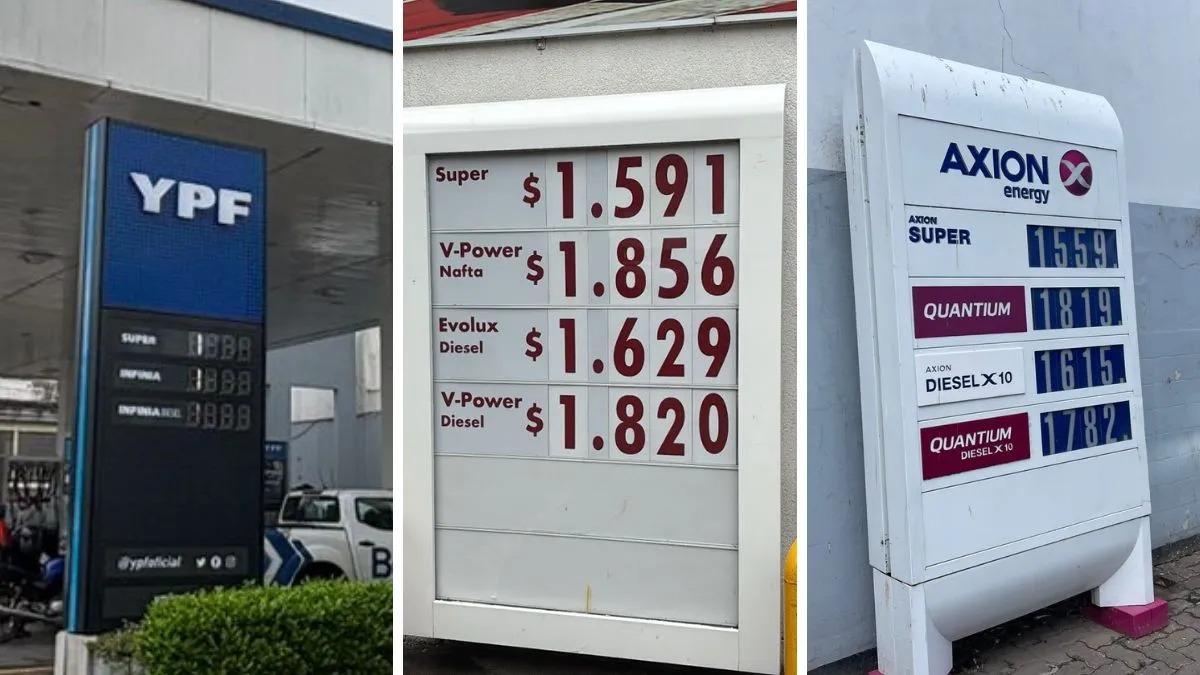 YPF
SUPER
INFINIA
INFINIA DIESEL
@ypfoficial
Super $ 1.591
V-Power
Nafta $ 1.856
Evolux
Diesel $ 1.629
V-Power
Diesel $ 1.820
AXION
energy
AXION
SUPER 1559
QUANTIUM 1819
AXION
DIESEL X10 1615
QUANTIUM
DIESEL X10 1782